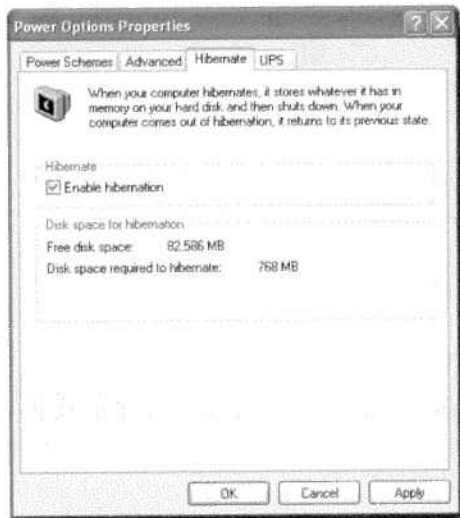 Power Options Properties
Power Schemes Advanced Hibernate UPS
When your computer hibernates, it stores whatever it has in
memory on your hard disk and then shuts down. When your
computer comes out of hibernation, it returns to its previous state.
Hibernate
Enable hibernation
Disk space for hibernation
Free disk space: 82,586 MB
Disk space required to hibernate: 768 MB
OK Cancel Apply